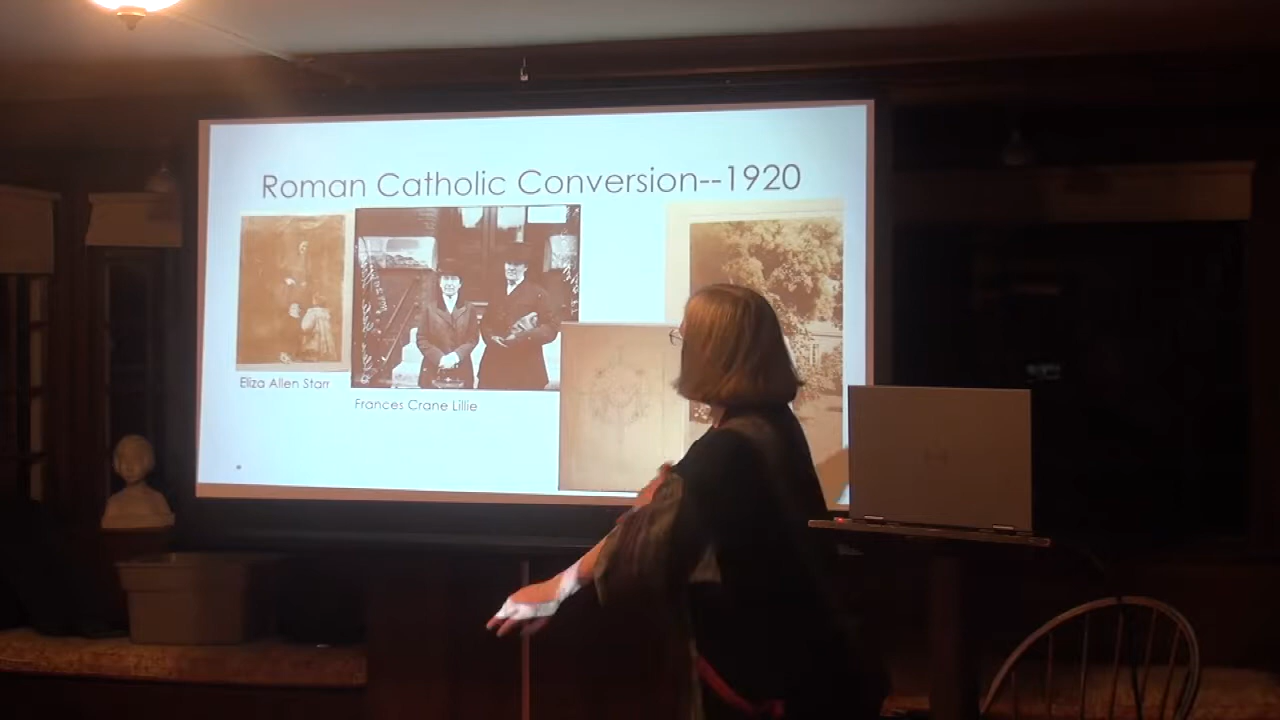 Roman Catholic Conversion--1920
Eliza Allen Starr
Frances Crane Lillie